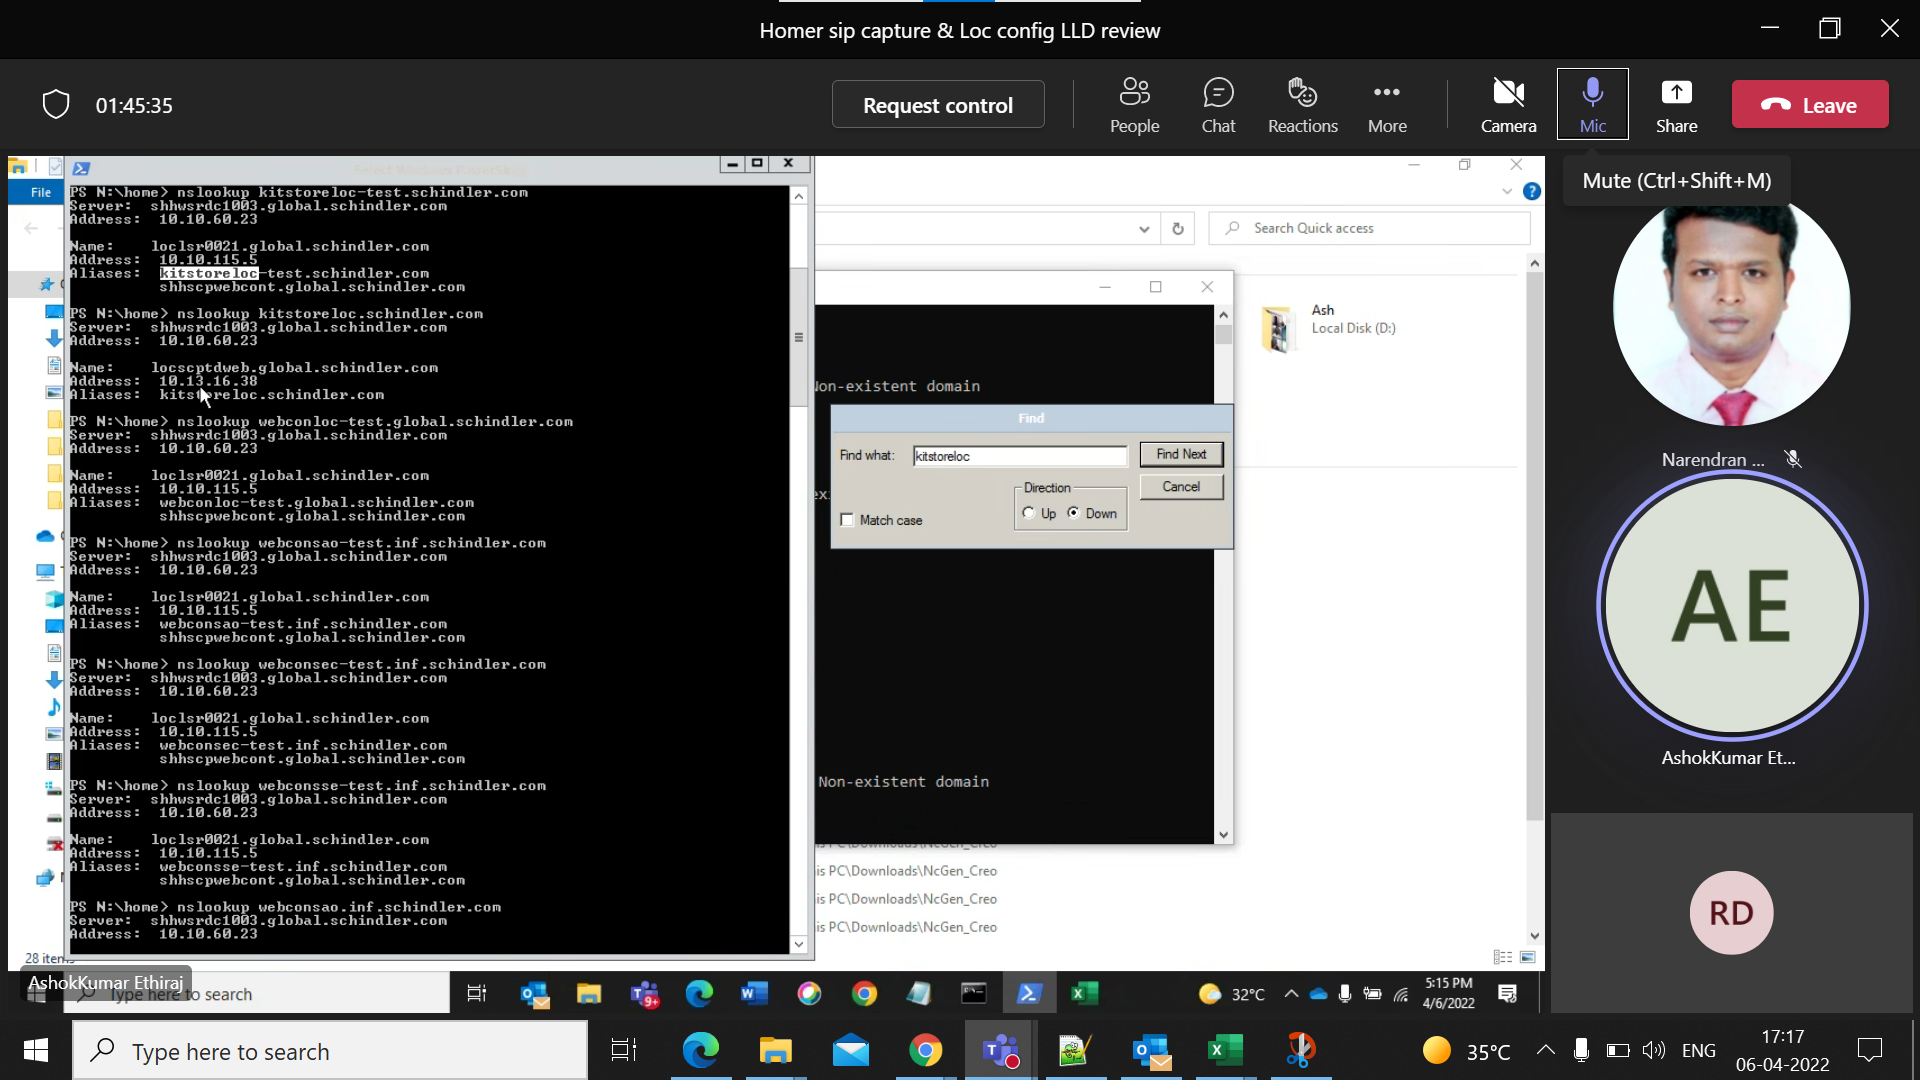 Homer sip capture & Loc config LLD review
01:45:35
Request control
People
Chat
Reactions
More
Camera
Mic
Share
Leave
Mute (Ctrl+Shift+M)
File
PS N:\home> nslookup kitstoreloc-test.schindler.com
Server:  shhwsrdc1003.global.schindler.com
Address:  10.10.60.23
Name:    loclsr0021.global.schindler.com
Address:  10.10.115.5
Aliases:  kitstoreloc-test.schindler.com
shhscpwebcont.global.schindler.com
PS N:\home> nslookup kitstoreloc.schindler.com
Server:  shhwsrdc1003.global.schindler.com
Address:  10.10.60.23
Name:    locscptdweb.global.schindler.com
Address:  10.13.16.38
Aliases:  kitstoreloc.schindler.com
PS N:\home> nslookup webconloc-test.global.schindler.com
Server:  shhwsrdc1003.global.schindler.com
Address:  10.10.60.23
Name:    loclsr0021.global.schindler.com
Address:  10.10.115.5
Aliases:  webconloc-test.global.schindler.com
shhscpwebcont.global.schindler.com
PS N:\home> nslookup webconsao-test.inf.schindler.com
Server:  shhwsrdc1003.global.schindler.com
Address:  10.10.60.23
Name:    loclsr0021.global.schindler.com
Address:  10.10.115.5
Aliases:  webconsao-test.inf.schindler.com
shhscpwebcont.global.schindler.com
PS N:\home> nslookup webconsec-test.inf.schindler.com
Server:  shhwsrdc1003.global.schindler.com
Address:  10.10.60.23
Name:    loclsr0021.global.schindler.com
Address:  10.10.115.5
Aliases:  webconsec-test.inf.schindler.com
shhscpwebcont.global.schindler.com
PS N:\home> nslookup webconsse-test.inf.schindler.com
Server:  shhwsrdc1003.global.schindler.com
Address:  10.10.60.23
Name:    loclsr0021.global.schindler.com
Address:  10.10.115.5
Aliases:  webconsse-test.inf.schindler.com
shhscpwebcont.global.schindler.com
PS N:\home> nslookup webconsao.inf.schindler.com
Server:  shhwsrdc1003.global.schindler.com
Address:  10.10.60.23
Search Quick access
Ash
Local Disk (D:)
Non-existent domain
Find
Find what:
kitstoreloc
Find Next
Cancel
Direction
Up
Down
Match case
Non-existent domain
is PC\Downloads\NcGen_Creo
is PC\Downloads\NcGen_Creo
is PC\Downloads\NcGen_Creo
28 items
AshokKumar Ethiraj
Type here to search
9+
32°C
5:15 PM
4/6/2022
Narendran ...
AE
AshokKumar Et...
RD
Type here to search
35°C
ENG
17:17
06-04-2022